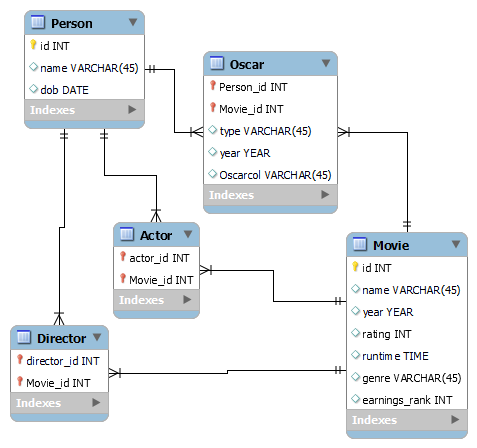 Person
id INT
name VARCHAR(45)
dob DATE
Indexes
Oscar
Person_id INT
Movie_id INT
type VARCHAR(45)
year YEAR
Oscarcol VARCHAR(45)
Indexes
Actor
actor_id INT
Movie_id INT
Indexes
Movie
id INT
name VARCHAR(45)
year YEAR
rating INT
runtime TIME
genre VARCHAR(45)
earnings_rank INT
Indexes
Director
director_id INT
Movie_id INT
Indexes